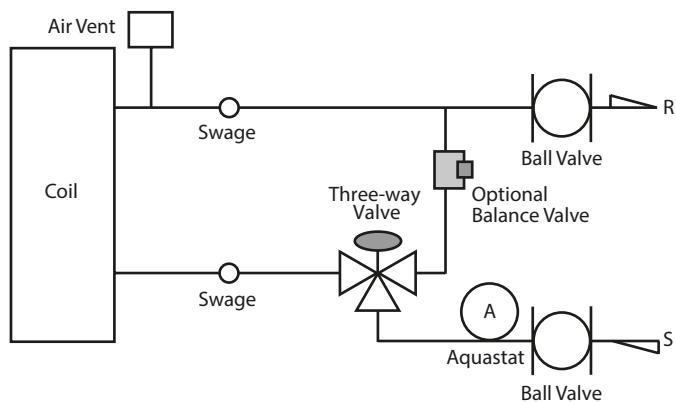 Air Vent
Swage
Ball Valve
R
Coil
Three-way
Valve
Optional
Balance Valve
Swage
A
Aquastat
S
Ball Valve